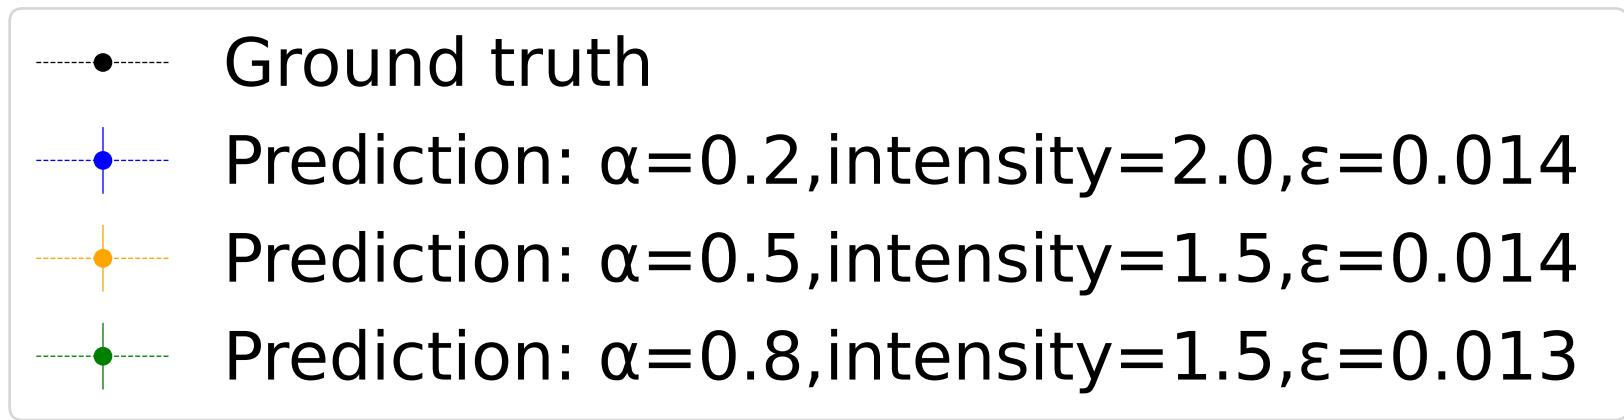 Ground truth
Prediction: α=0.2,intensity=2.0,ε=0.014
Prediction: α=0.5,intensity=1.5,ε=0.014
Prediction: α=0.8,intensity=1.5,ε=0.013